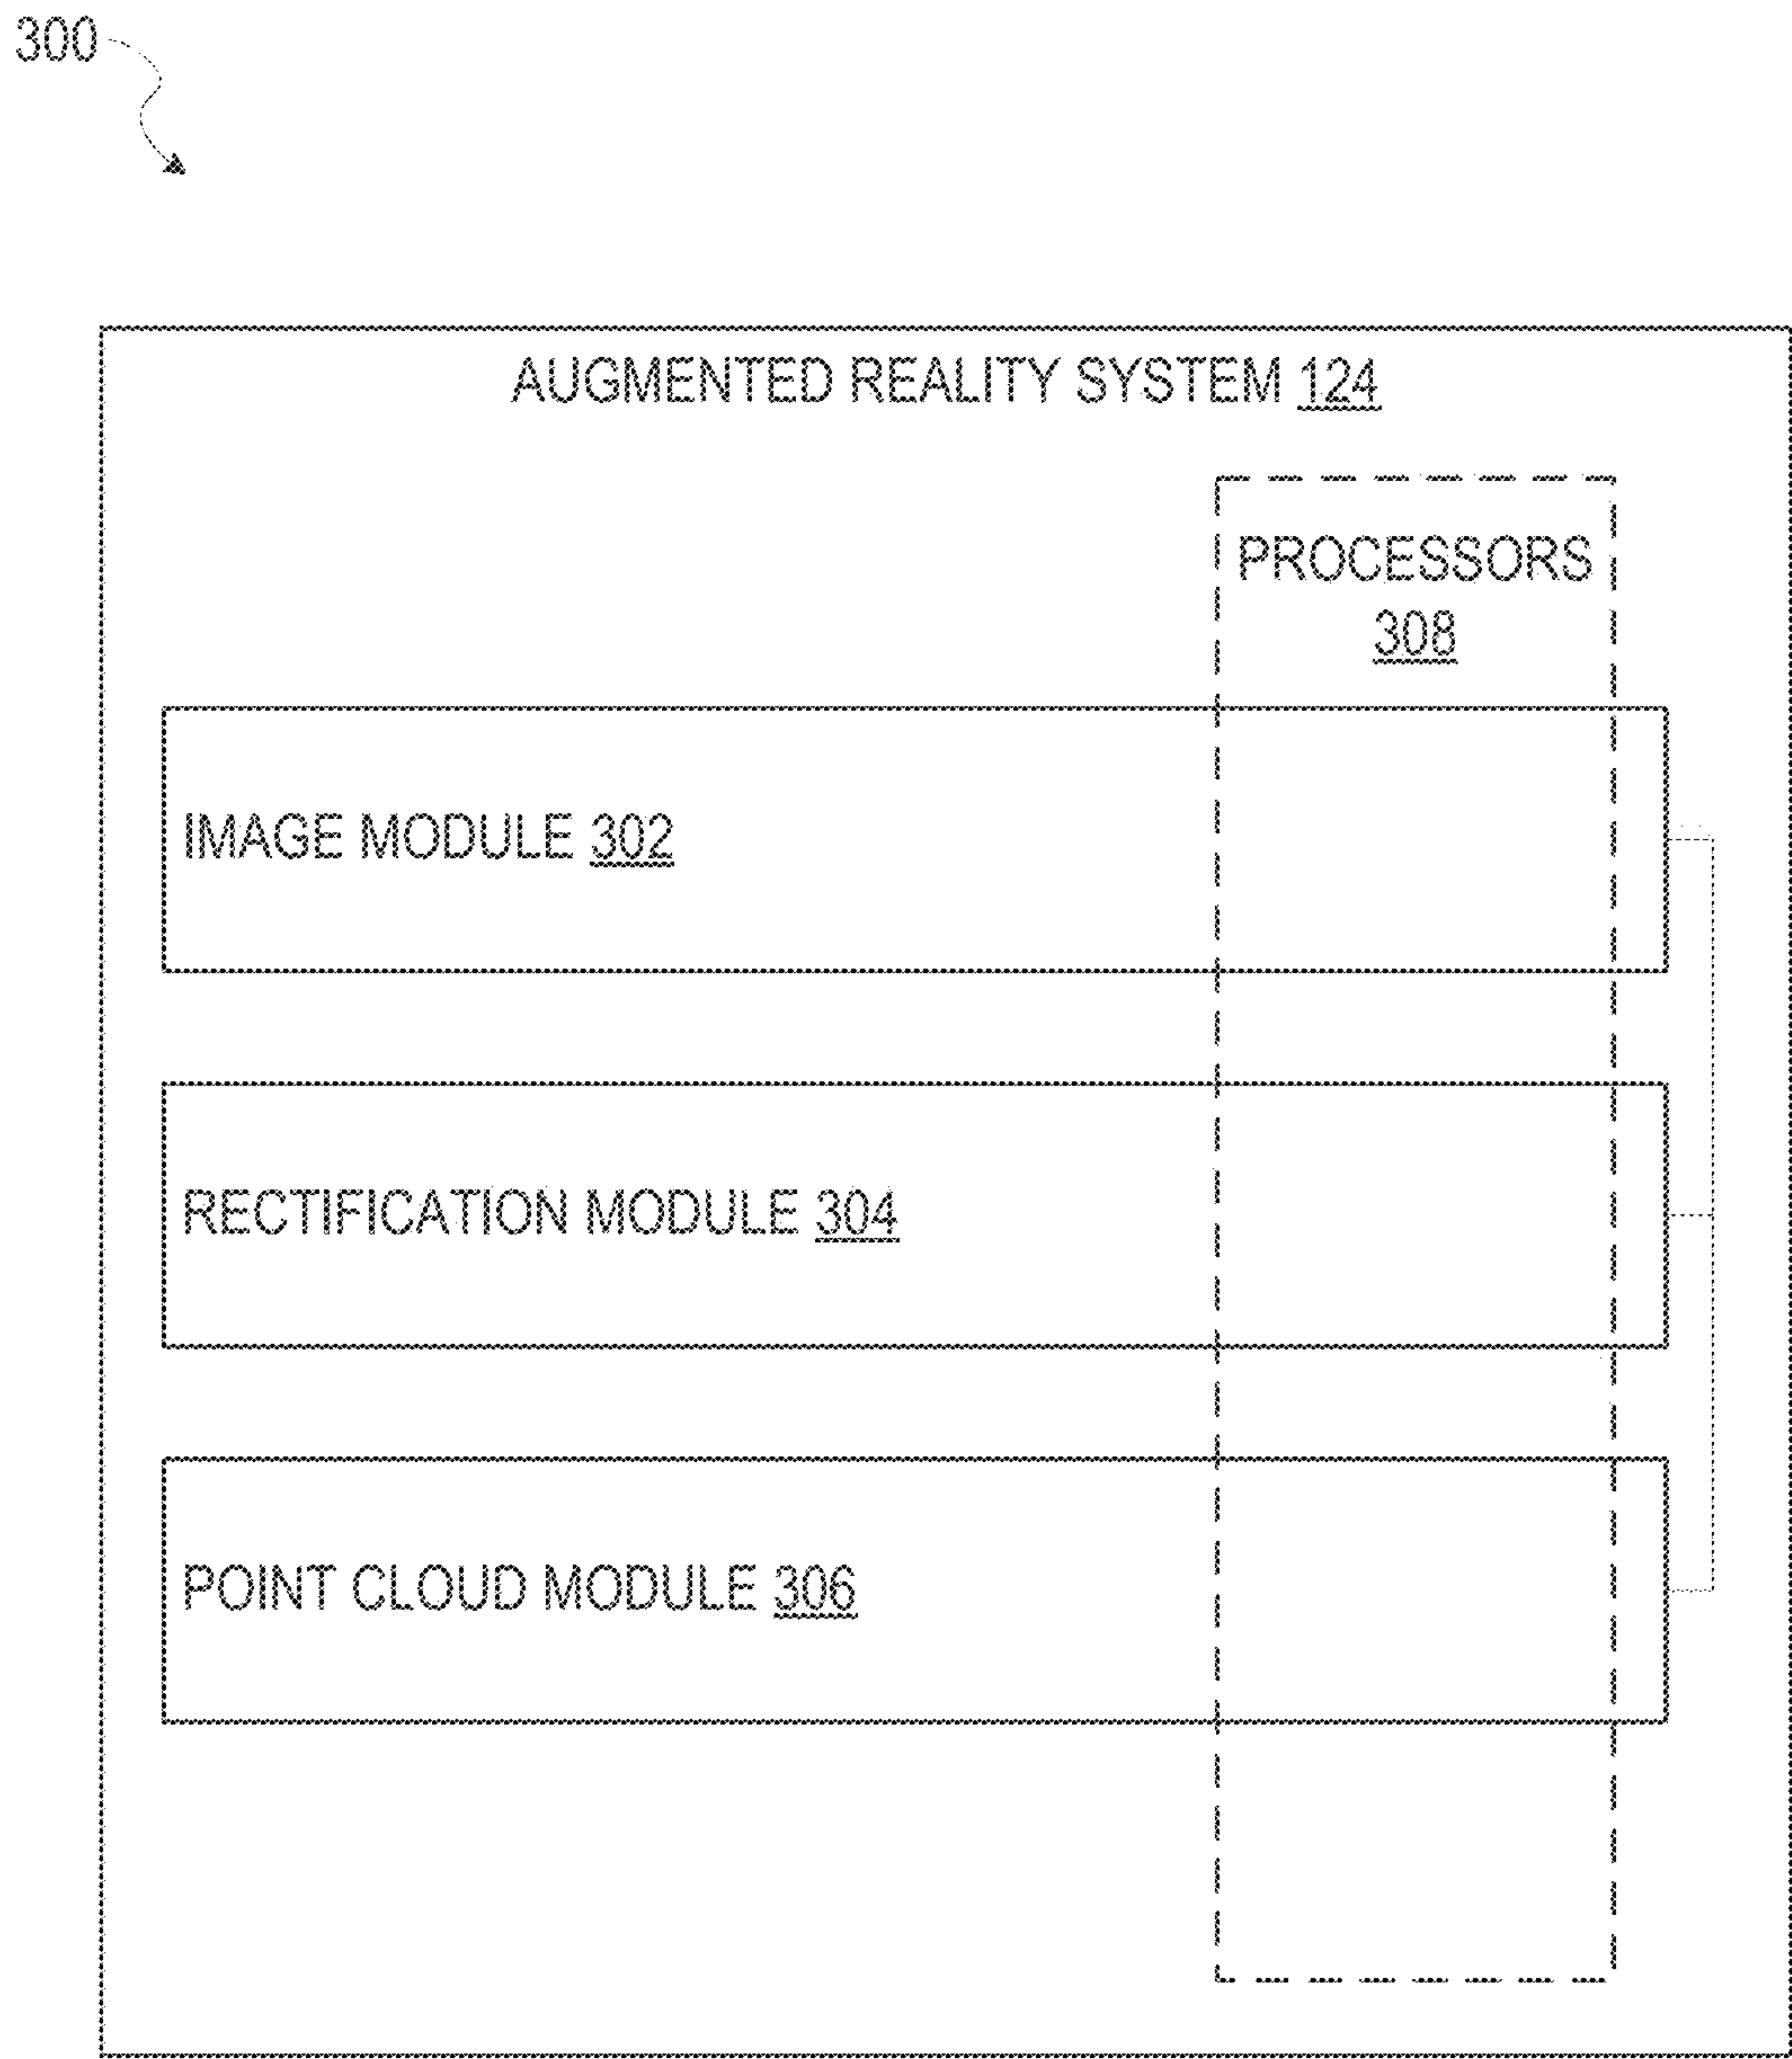 300
AUGMENTED REALITY SYSTEM 124
PROCESSORS
308
IMAGE MODULE 302
RECTIFICATION MODULE 304
POINT CLOUD MODULE 306